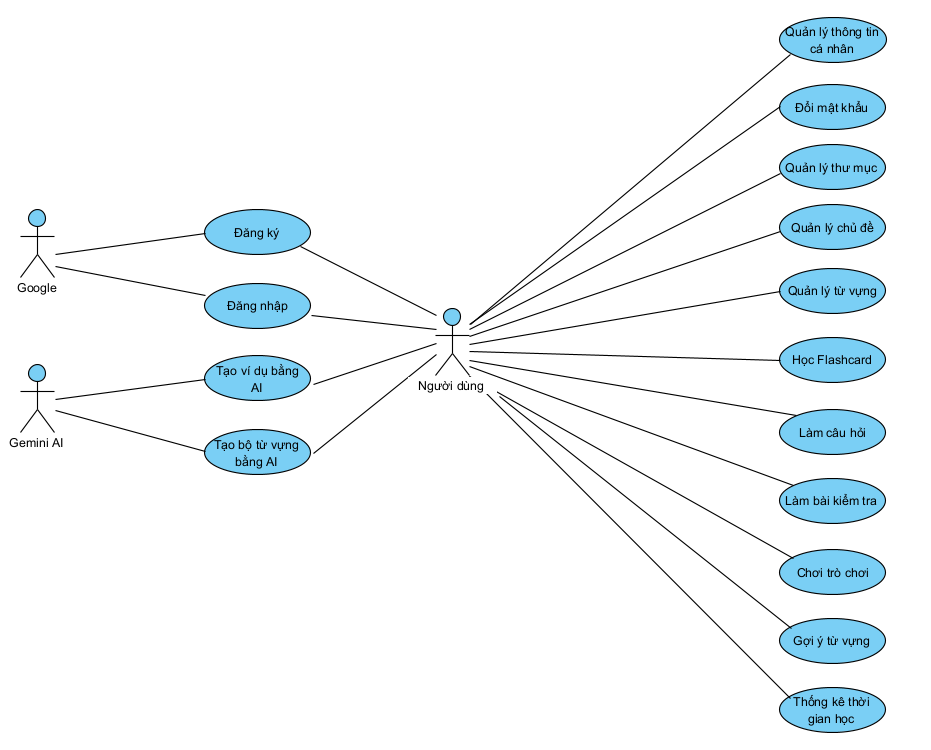 Quản lý thông tin
cá nhân
Đổi mật khẩu
Quản lý thư mục
Quản lý chủ đề
Quản lý từ vựng
Học Flashcard
Làm câu hỏi
Làm bài kiểm tra
Chơi trò chơi
Gợi ý từ vựng
Thống kê thời
gian học
Google
Đăng ký
Đăng nhập
Gemini AI
Tạo ví dụ bằng
AI
Tạo bộ từ vựng
bằng AI
Người dùng